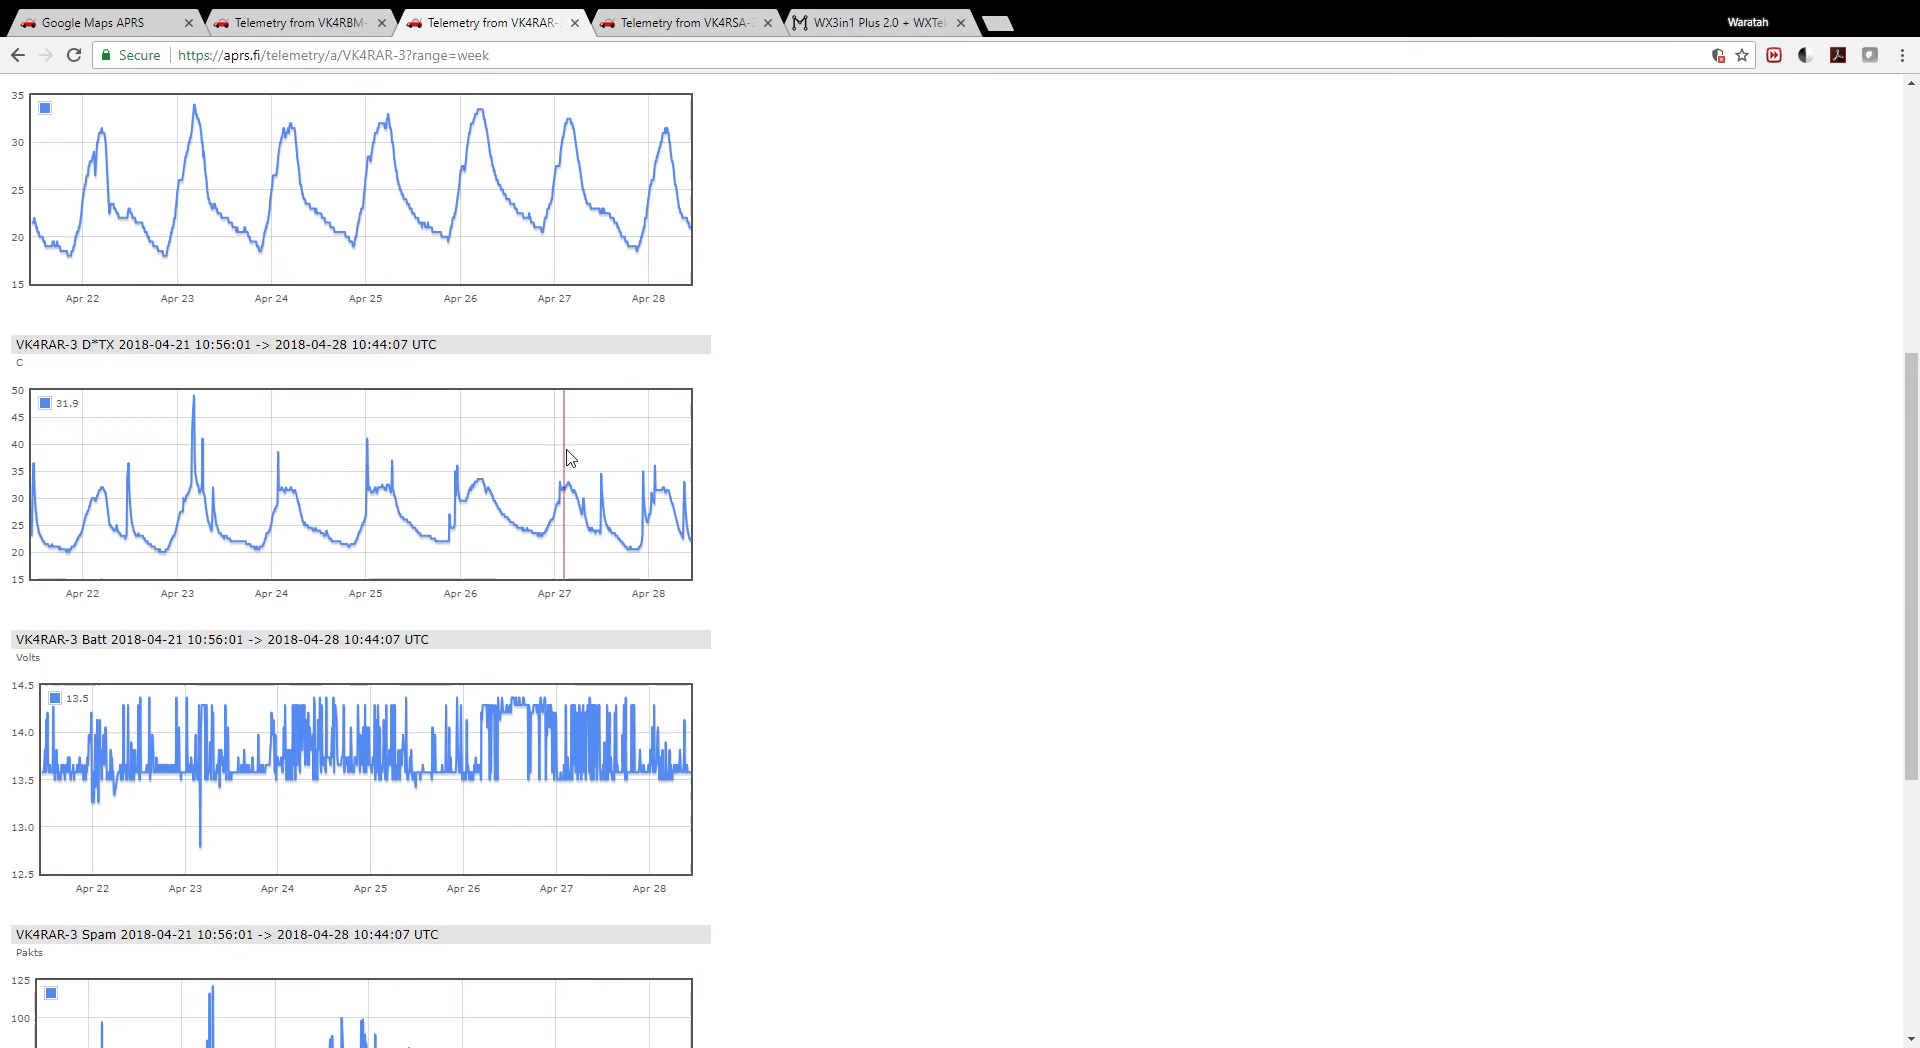 Google Maps APRS
Telemetry from VK4RBM-
Telemetry from VK4RAR-
Telemetry from VK4RSA-
WX3in1 Plus 2.0 + WXTel
Waratah
Secure
https://aprs.fi/telemetry/a/VK4RAR-3?range=week
35
30
25
20
15
Apr 22 Apr 23 Apr 24 Apr 25 Apr 26 Apr 27 Apr 28
VK4RAR-3 D*TX 2018-04-21 10:56:01 -> 2018-04-28 10:44:07 UTC
C
50
31.9
45
40
35
30
25
20
15
Apr 22 Apr 23 Apr 24 Apr 25 Apr 26 Apr 27 Apr 28
VK4RAR-3 Batt 2018-04-21 10:56:01 -> 2018-04-28 10:44:07 UTC
Volts
14.5
13.5
14.0
13.5
13.0
12.5
Apr 22 Apr 23 Apr 24 Apr 25 Apr 26 Apr 27 Apr 28
VK4RAR-3 Spam 2018-04-21 10:56:01 -> 2018-04-28 10:44:07 UTC
Pakts
125
100